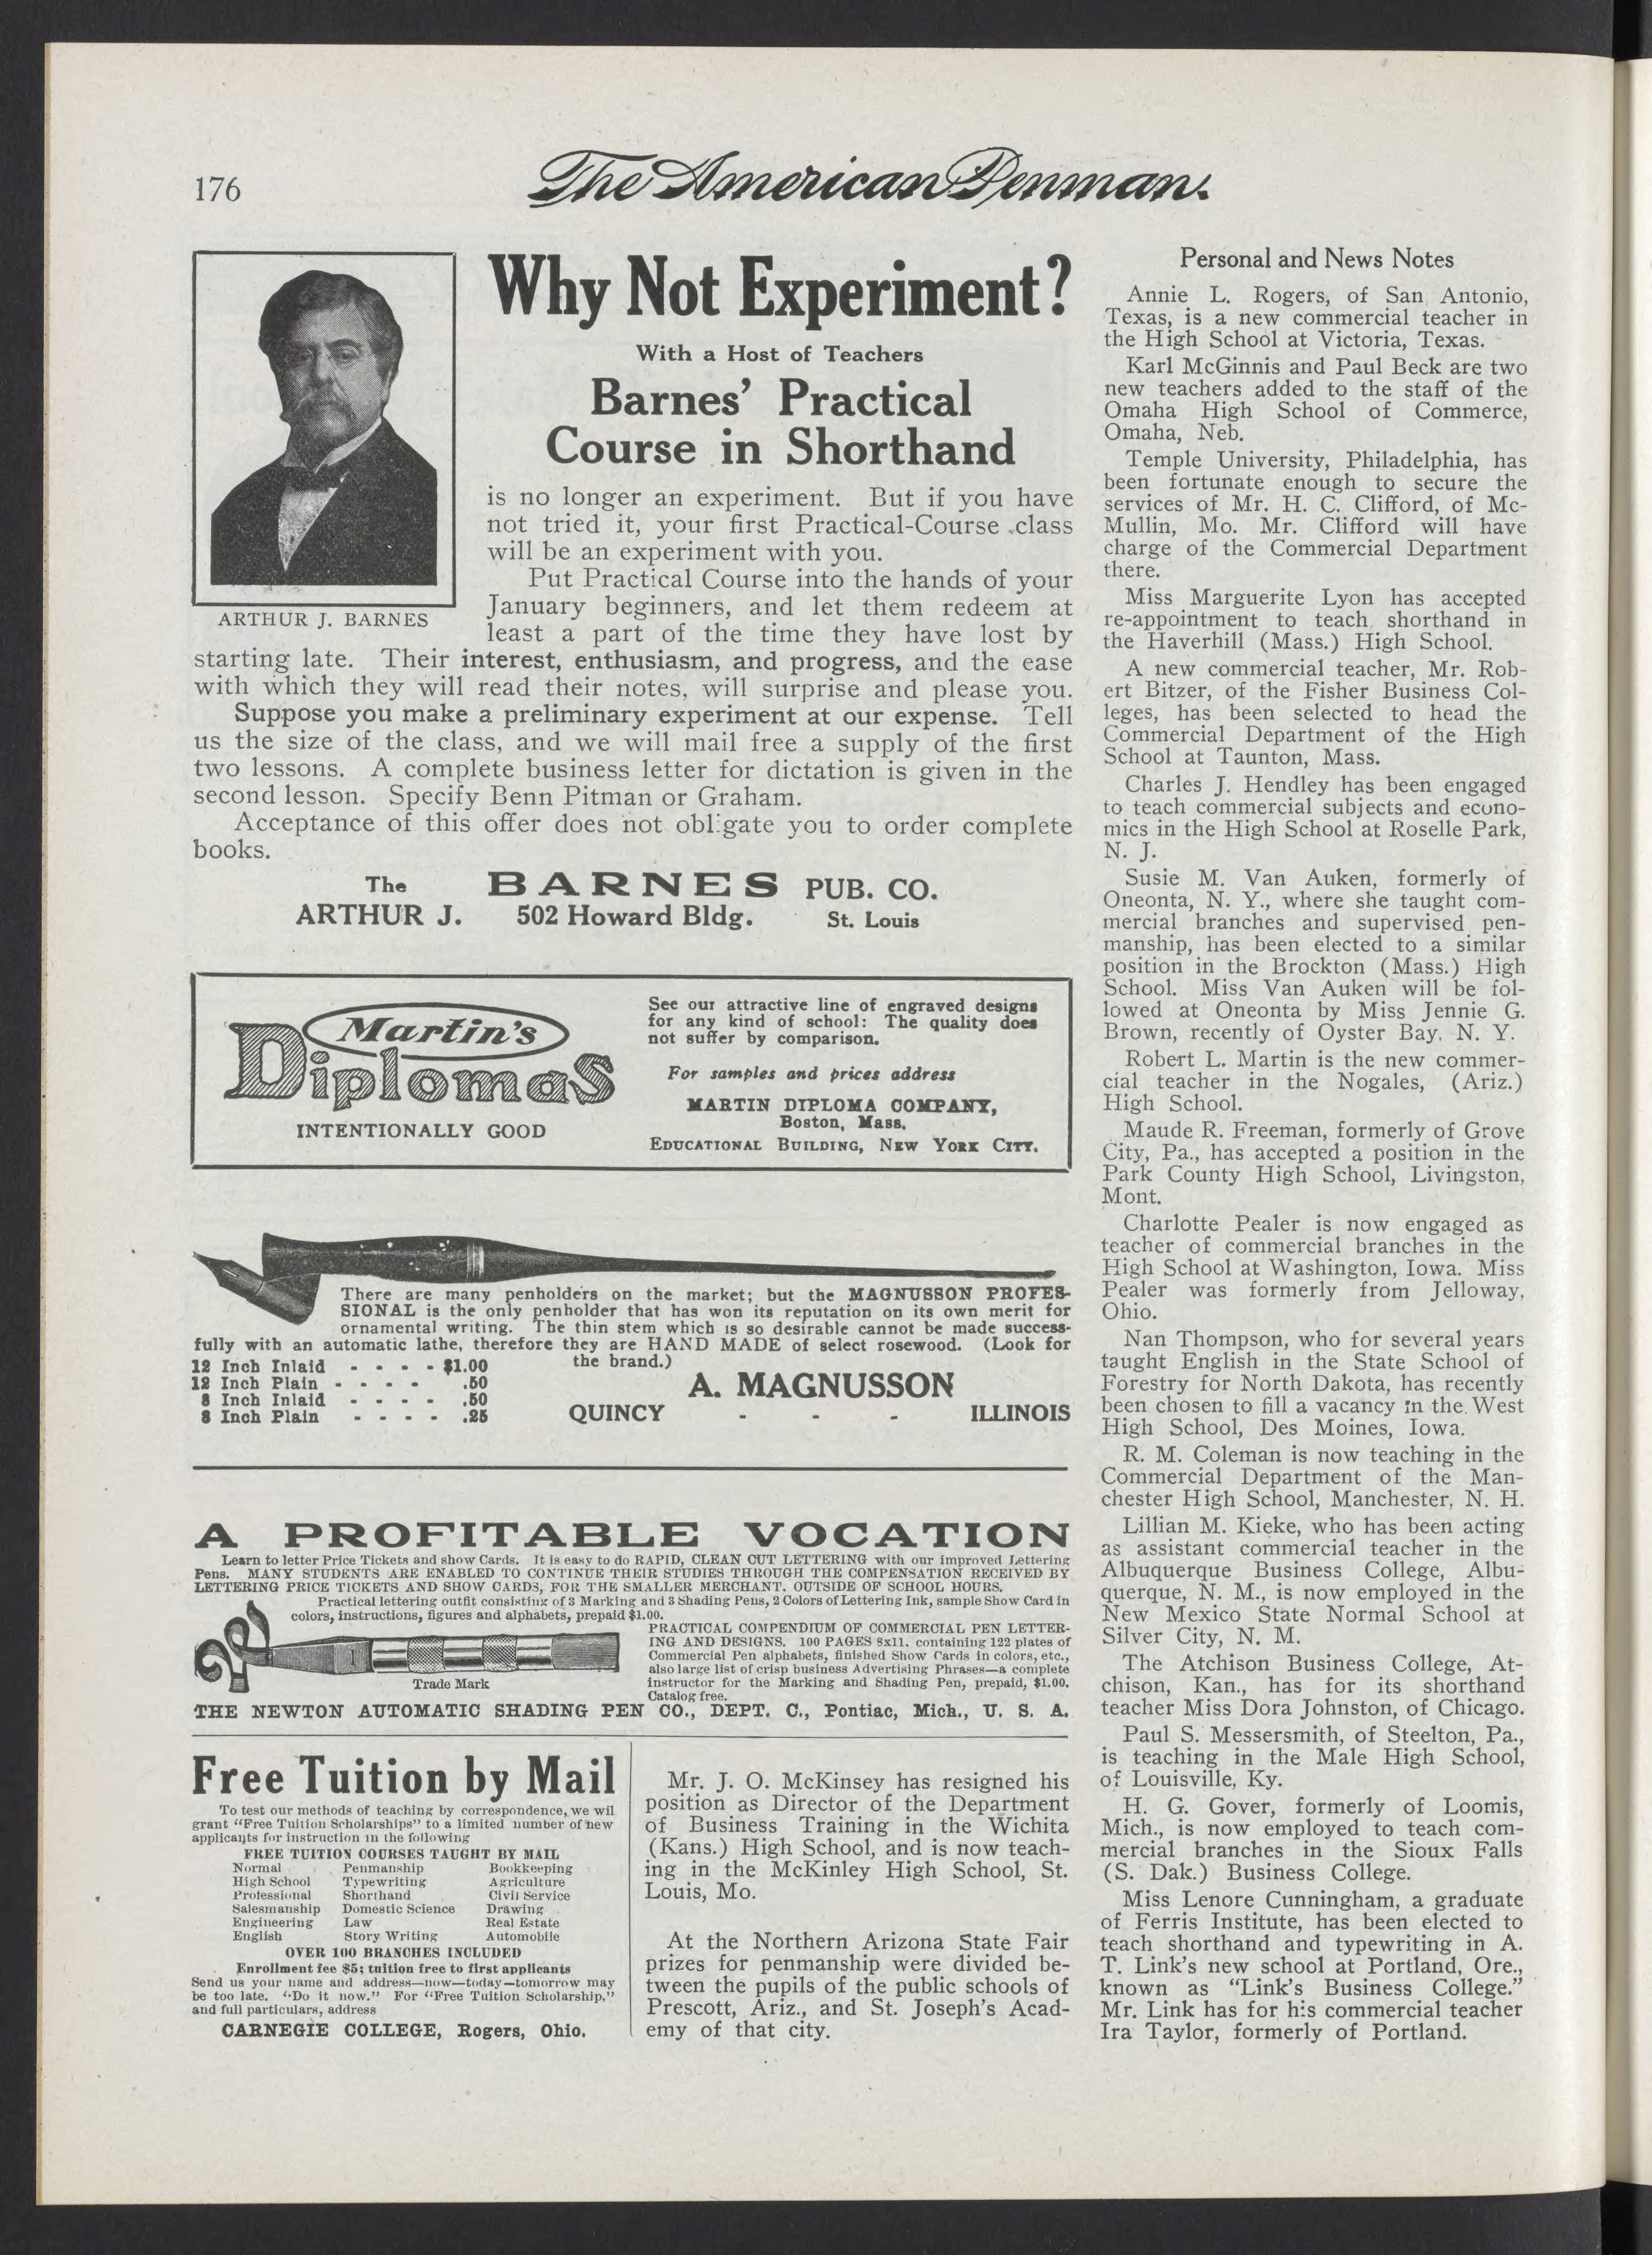 176
The American Penman.
ARTHUR J. BARNES
Why Not Experiment?
With a Host of Teachers
Barnes' Practical
Course in Shorthand
is no longer an experiment. But if you have
not tried it, your first Practical-Course class
will be an experiment with you.
Put Practical Course into the hands of your
January beginners, and let them redeem at
least a part of the time they have lost by
starting late. Their interest, enthusiasm, and progress, and the ease
with which they will read their notes, will surprise and please you.
Suppose you make a preliminary experiment at our expense. Tell
us the size of the class, and we will mail free a supply of the first
two lessons. A complete business letter for dictation is given in the
second lesson. Specify Benn Pitman or Graham.
Acceptance of this offer does not obligate you to order complete
books.
The BARNES PUB. CO.
ARTHUR J. 502 Howard Bldg. St. Louis
Martin's
Diplomas
INTENTIONALLY GOOD
See our attractive line of engraved designs
for any kind of school: The quality does
not suffer by comparison.
For samples and prices address
MARTIN DIPLOMA COMPANY,
Boston, Mass.
EDUCATIONAL BUILDING, NEW YORK CITY.
There are many penholders on the market; but the MAGNUSSON PROFES-
SIONAL is the only penholder that has won its reputation on its own merit for
ornamental writing. The thin stem which is so desirable cannot be made success-
fully with an automatic lathe, therefore they are HAND MADE of select rosewood. (Look for
the brand.)
12 Inch Inlaid - - - - $1.00
12 Inch Plain - - - - .50
8 Inch Inlaid - - - - .50
8 Inch Plain - - - - .25
A. MAGNUSSON
QUINCY - - - ILLINOIS
A PROFITABLE VOCATION
Learn to letter Price Tickets and show Cards. It is easy to do RAPID, CLEAN CUT LETTERING with our improved Lettering
Pens. MANY STUDENTS ARE ENABLED TO CONTINUE THEIR STUDIES THROUGH THE COMPENSATION RECEIVED BY
LETTERING PRICE TICKETS AND SHOW CARDS, FOR THE SMALLER MERCHANT, OUTSIDE OF SCHOOL HOURS.
Practical lettering outfit consisting of 3 Marking and 3 Shading Pens, 2 Colors of Lettering Ink, sample Show Card in
colors, instructions, figures and alphabets, prepaid $1.00.
1
Trade Mark
PRACTICAL COMPENDIUM OF COMMERCIAL PEN LETTER-
ING AND DESIGNS. 100 PAGES 8x11. containing 122 plates of
Commercial Pen alphabets, finished Show Cards in colors, etc.,
also large list of crisp business Advertising Phrases—a complete
instructor for the Marking and Shading Pen, prepaid, $1.00.
Catalog free.
THE NEWTON AUTOMATIC SHADING PEN CO., DEPT. C., Pontiac, Mich., U. S. A.
Free Tuition by Mail
To test our methods of teaching by correspondence, we wil
grant "Free Tuition Scholarships" to a limited number of new
applicants for instruction in the following
FREE TUITION COURSES TAUGHT BY MAIL
Normal Penmanship Bookkeeping
High School Typewriting Agriculture
Professional Shorthand Civil Service
Salesmanship Domestic Science Drawing
Engineering Law Real Estate
English Story Writing Automobile
OVER 100 BRANCHES INCLUDED
Enrollment fee $5; tuition free to first applicants
Send us your name and address—now—today—tomorrow may
be too late. "Do it now." For "Free Tuition Scholarship,"
and full particulars, address
CARNEGIE COLLEGE, Rogers, Ohio.
Mr. J. O. McKinsey has resigned his
position as Director of the Department
of Business Training in the Wichita
(Kans.) High School, and is now teach-
ing in the McKinley High School, St.
Louis, Mo.
At the Northern Arizona State Fair
prizes for penmanship were divided be-
tween the pupils of the public schools of
Prescott, Ariz., and St. Joseph's Acad-
emy of that city.
Personal and News Notes
Annie L. Rogers, of San Antonio,
Texas, is a new commercial teacher in
the High School at Victoria, Texas.
Karl McGinnis and Paul Beck are two
new teachers added to the staff of the
Omaha High School of Commerce,
Omaha, Neb.
Temple University, Philadelphia, has
been fortunate enough to secure the
services of Mr. H. C. Clifford, of Mc-
Mullin, Mo. Mr. Clifford will have
charge of the Commercial Department
there.
Miss Marguerite Lyon has accepted
re-appointment to teach shorthand in
the Haverhill (Mass.) High School.
A new commercial teacher, Mr. Rob-
ert Bitzer, of the Fisher Business Col-
leges, has been selected to head the
Commercial Department of the High
School at Taunton, Mass.
Charles J. Hendley has been engaged
to teach commercial subjects and econo-
mics in the High School at Roselle Park,
N. J.
Susie M. Van Auken, formerly of
Oneonta, N. Y., where she taught com-
mercial branches and supervised pen-
manship, has been elected to a similar
position in the Brockton (Mass.) High
School. Miss Van Auken will be fol-
lowed at Oneonta by Miss Jennie G.
Brown, recently of Oyster Bay. N. Y.
Robert L. Martin is the new commer-
cial teacher in the Nogales, (Ariz.)
High School.
Maude R. Freeman, formerly of Grove
City, Pa., has accepted a position in the
Park County High School, Livingston,
Mont.
Charlotte Pealer is now engaged as
teacher of commercial branches in the
High School at Washington, Iowa. Miss
Pealer was formerly from Jelloway,
Ohio.
Nan Thompson, who for several years
taught English in the State School of
Forestry for North Dakota, has recently
been chosen to fill a vacancy in the West
High School, Des Moines, Iowa.
R. M. Coleman is now teaching in the
Commercial Department of the Man-
chester High School, Manchester, N. H.
Lillian M. Kieke, who has been acting
as assistant commercial teacher in the
Albuquerque Business College, Albu-
querque, N. M., is now employed in the
New Mexico State Normal School at
Silver City, N. M.
The Atchison Business College, At-
chison, Kan., has for its shorthand
teacher Miss Dora Johnston, of Chicago.
Paul S. Messersmith, of Steelton, Pa.,
is teaching in the Male High School,
of Louisville, Ky.
H. G. Gover, formerly of Loomis,
Mich., is now employed to teach com-
mercial branches in the Sioux Falls
(S. Dak.) Business College.
Miss Lenore Cunningham, a graduate
of Ferris Institute, has been elected to
teach shorthand and typewriting in A.
T. Link's new school at Portland, Ore.,
known as "Link's Business College."
Mr. Link has for his commercial teacher
Ira Taylor, formerly of Portland.